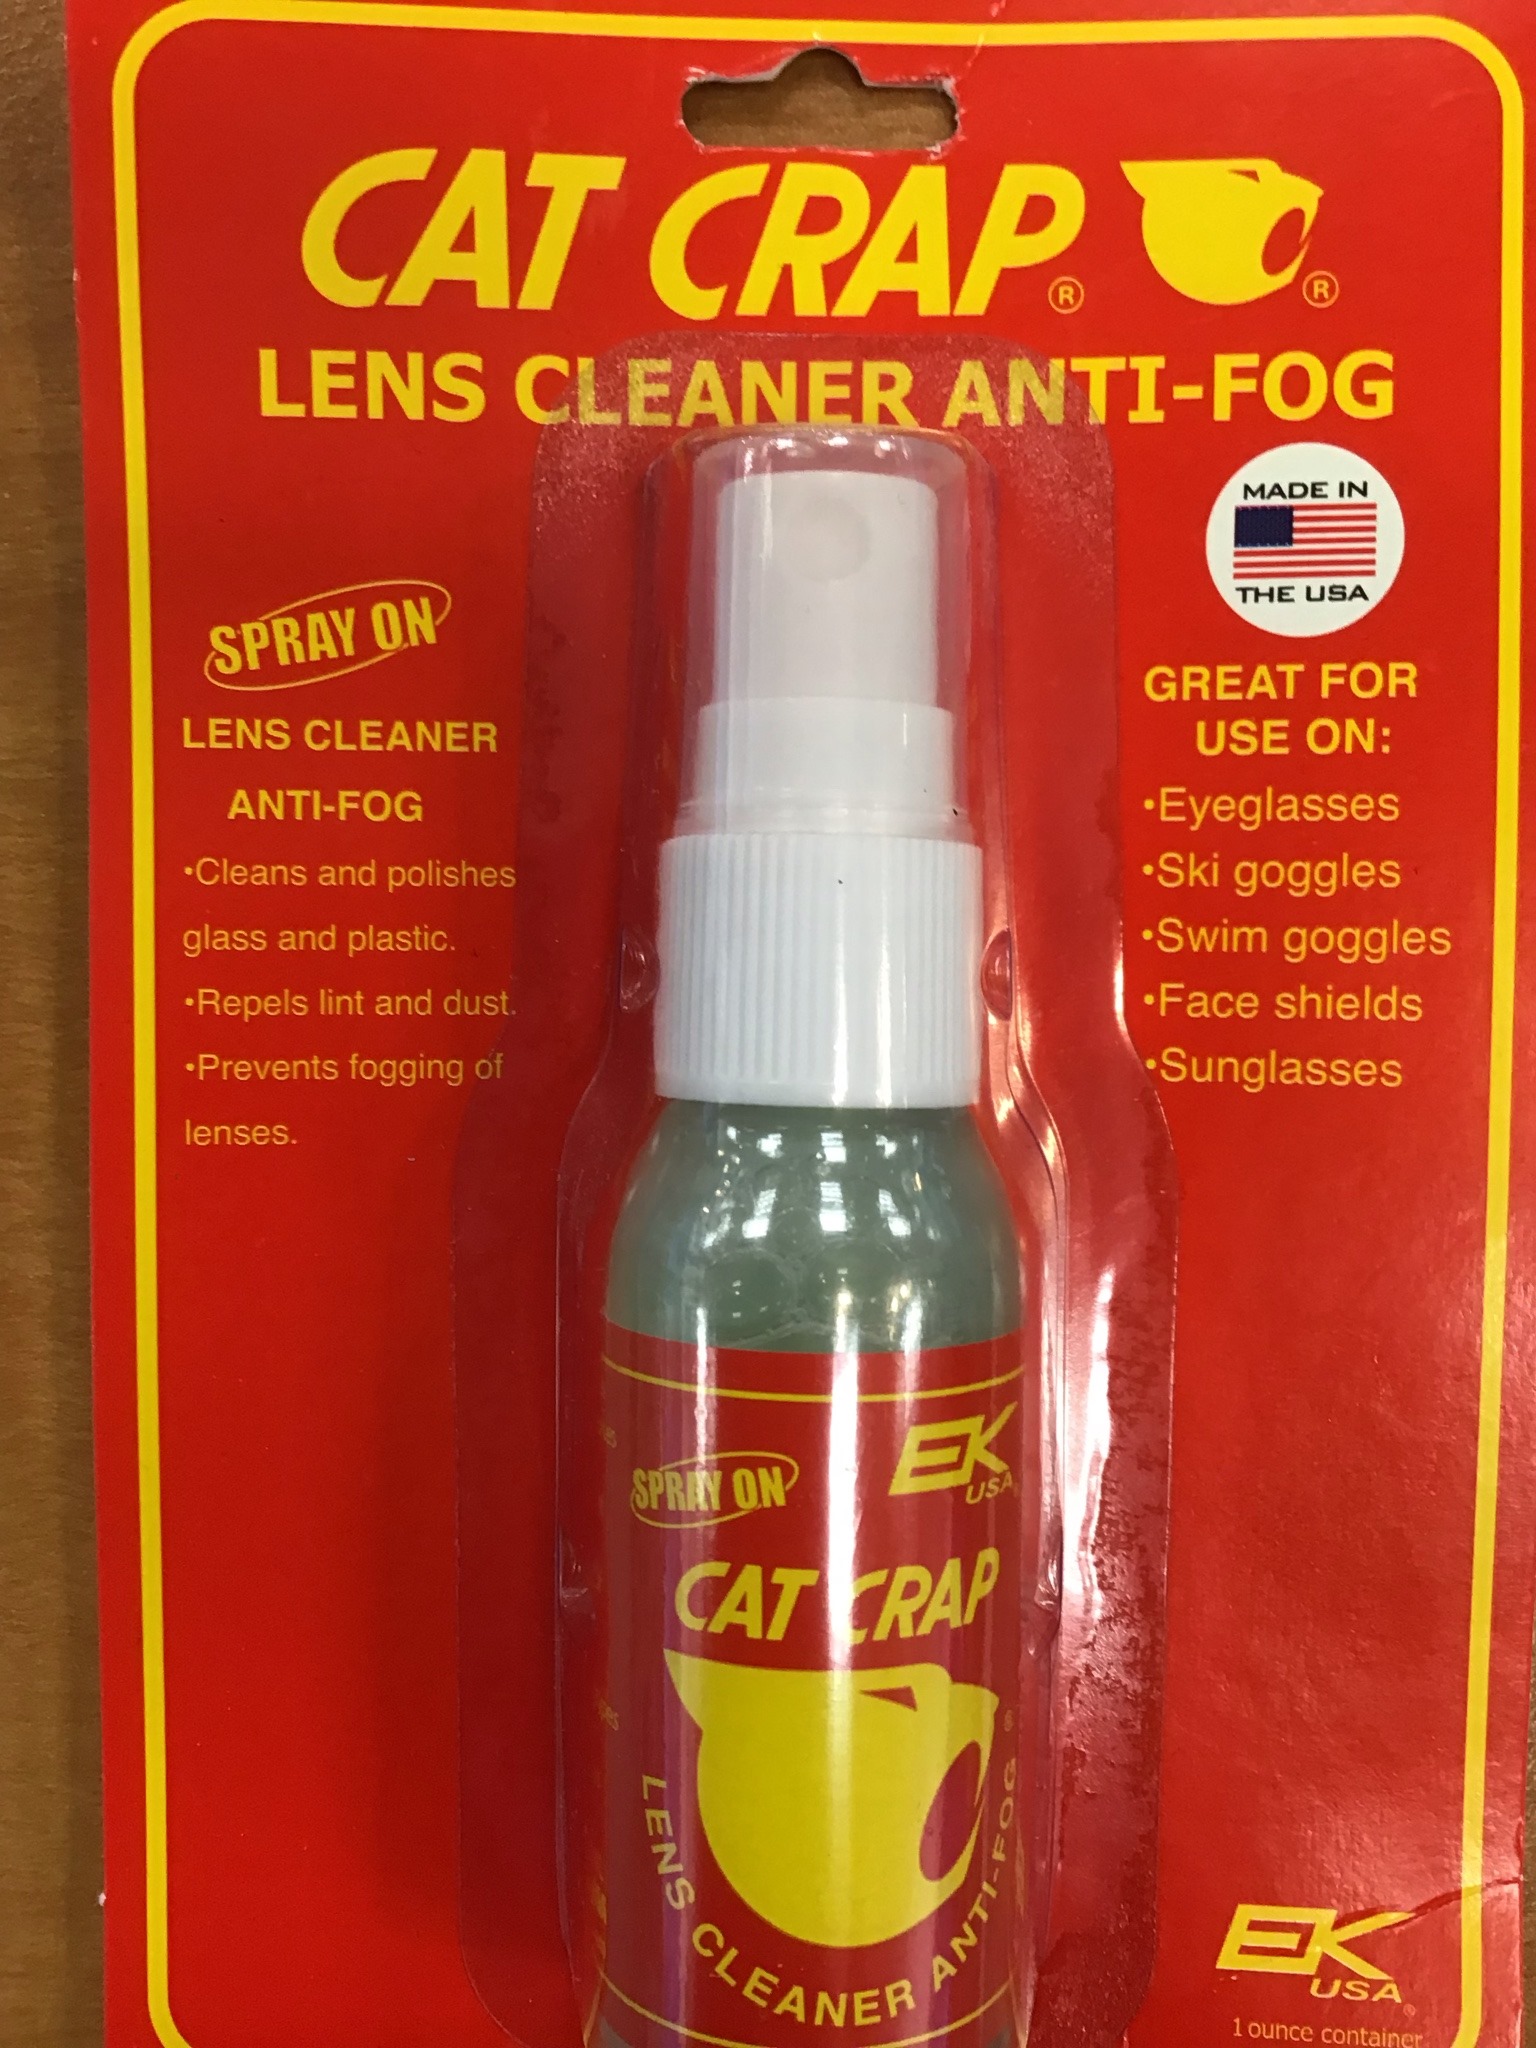 CAT CRAP®
®
LENS CLEANER ANTI-FOG
MADE IN
THE USA
SPRAY ON
LENS CLEANER
ANTI-FOG
•Cleans and polishes
glass and plastic.
•Repels lint and dust.
•Prevents fogging of
lenses.
GREAT FOR
USE ON:
•Eyeglasses
•Ski goggles
•Swim goggles
•Face shields
•Sunglasses
EK
USA
SPRAY ON
CAT CRAP
®
LENS CLEANER ANTI-FOG
EK
USA®
1 ounce container